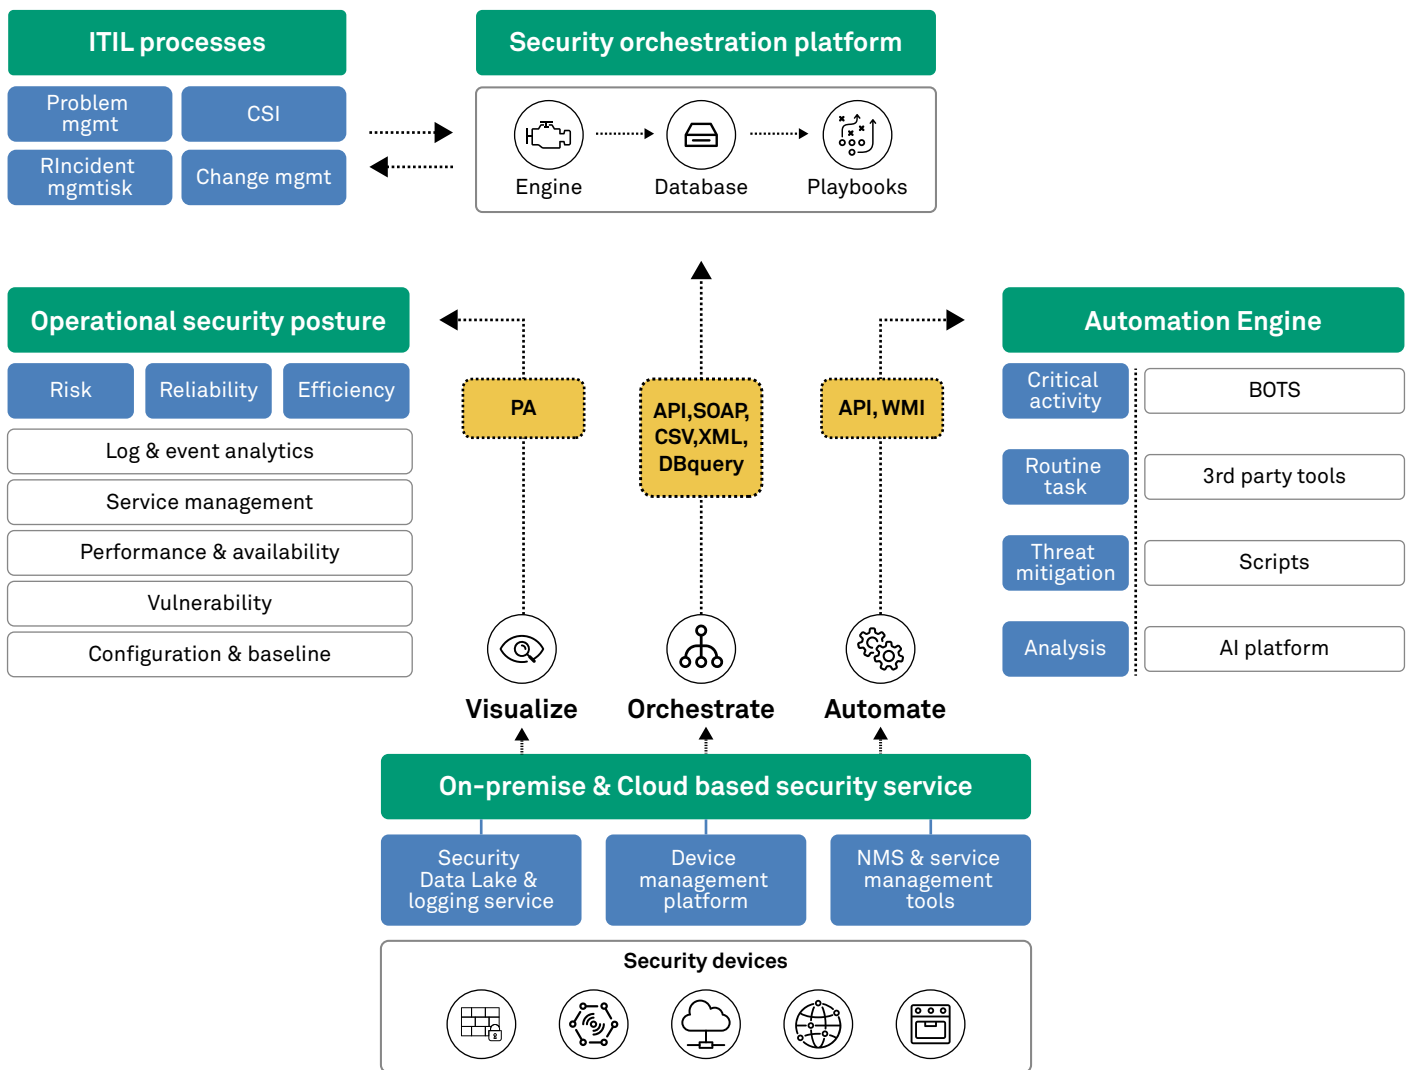 ITIL processes
Problem
mgmt
CSI
RIncident
mgmtisk
Change mgmt
Security orchestration platform
Engine
Database
Playbooks
Operational security posture
Risk
Reliability
Efficiency
Log & event analytics
Service management
Performance & availability
Vulnerability
Configuration & baseline
PA
API,SOAP,
CSV,XML,
DBquery
API, WMI
Visualize
Orchestrate
Automate
Automation Engine
Critical
activity
BOTS
Routine
task
3rd party tools
Threat
mitigation
Scripts
Analysis
AI platform
On-premise & Cloud based security service
Security
Data Lake &
logging service
Device
management
platform
NMS & service
management
tools
Security devices